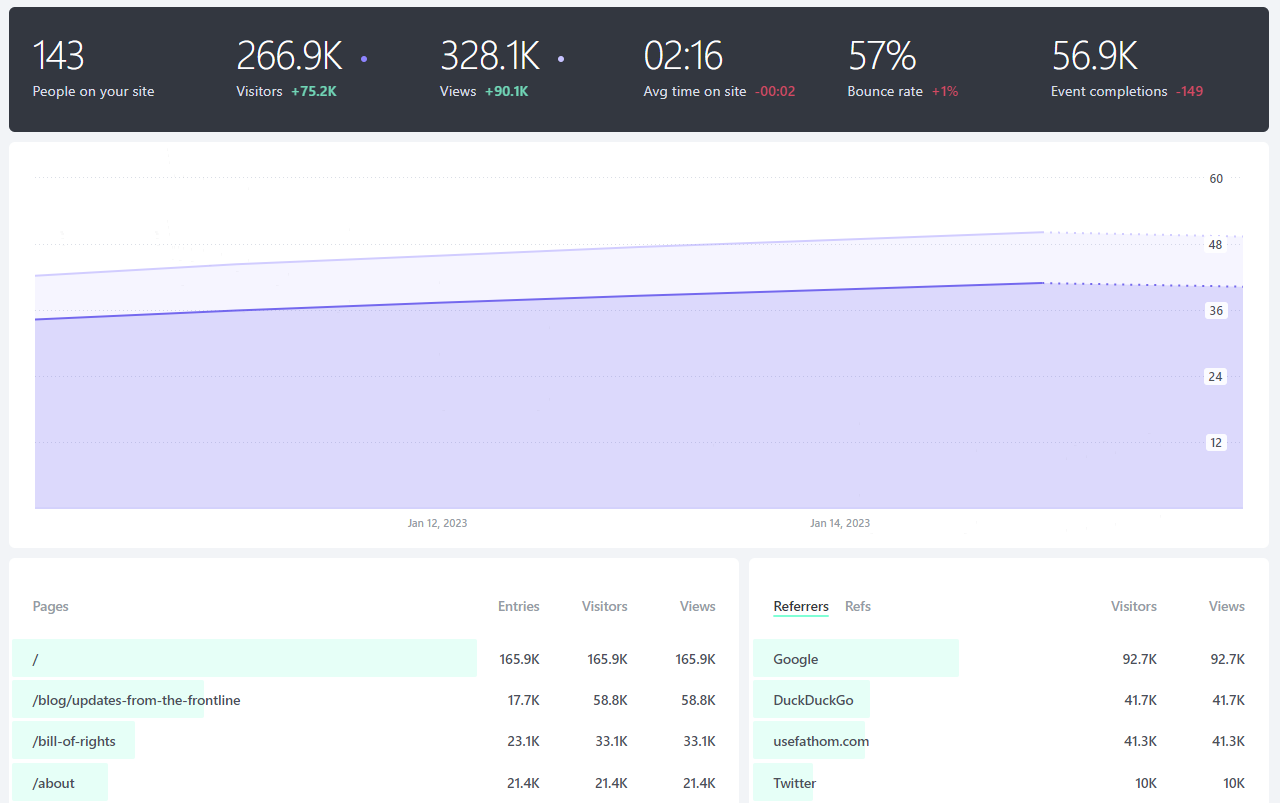 143 266.9K 328.1K 02:16 57% 56.9K
People on your site Visitors +75.2K Views +90.1K Avg time on site -00:02 Bounce rate +1% Event completions -149
60
48
36
24
12
Jan 12, 2023 Jan 14, 2023
Pages Entries Visitors Views
/ 165.9K 165.9K 165.9K
/blog/updates-from-the-frontline 17.7K 58.8K 58.8K
/bill-of-rights 23.1K 33.1K 33.1K
/about 21.4K 21.4K 21.4K
Referrers Refs Visitors Views
Google 92.7K 92.7K
DuckDuckGo 41.7K 41.7K
usefathom.com 41.3K 41.3K
Twitter 10K 10K